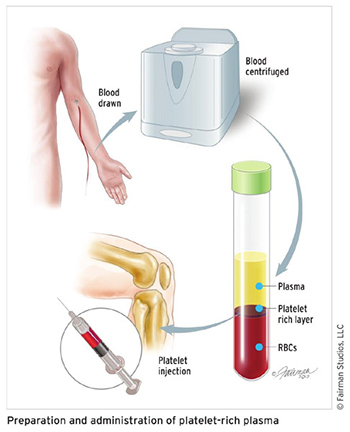 Blood
drawn
Blood
centrifuged
Plasma
Platelet
rich layer
RBCs
Platelet
injection
© Fairman Studios, LLC
Preparation and administration of platelet-rich plasma